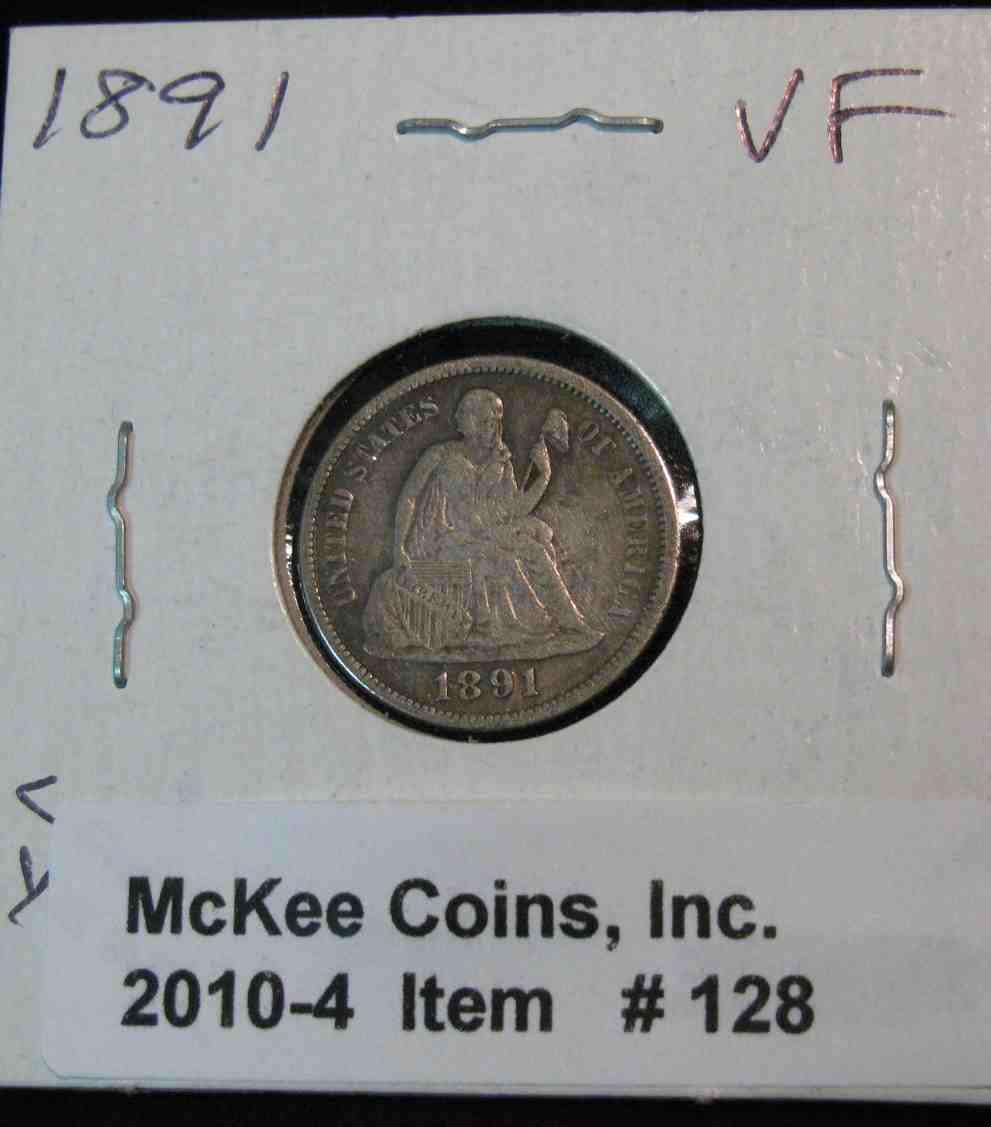 1891 VF
UNITED STATES OF AMERICA
1891
McKee Coins, Inc.
2010-4 Item # 128